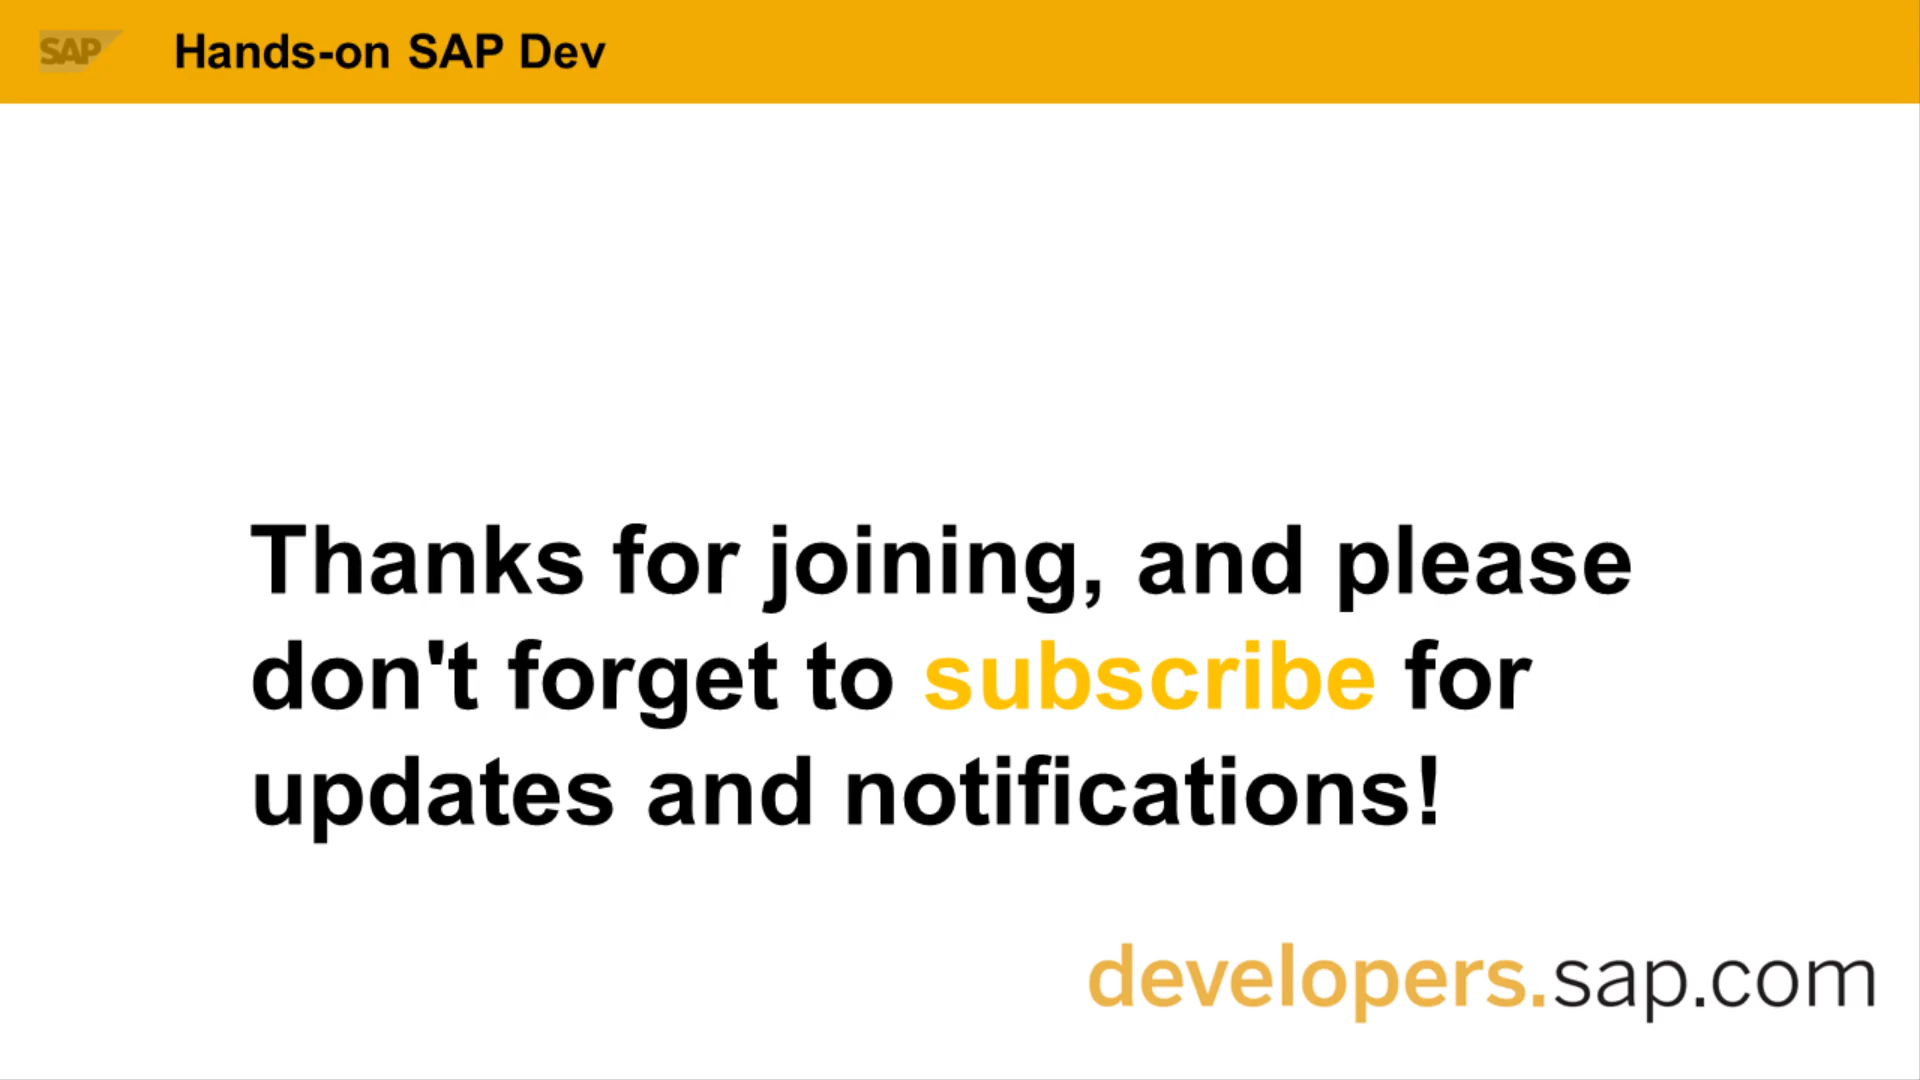 SAP Hands-on SAP Dev
Thanks for joining, and please
don't forget to subscribe for
updates and notifications!
developers.sap.com